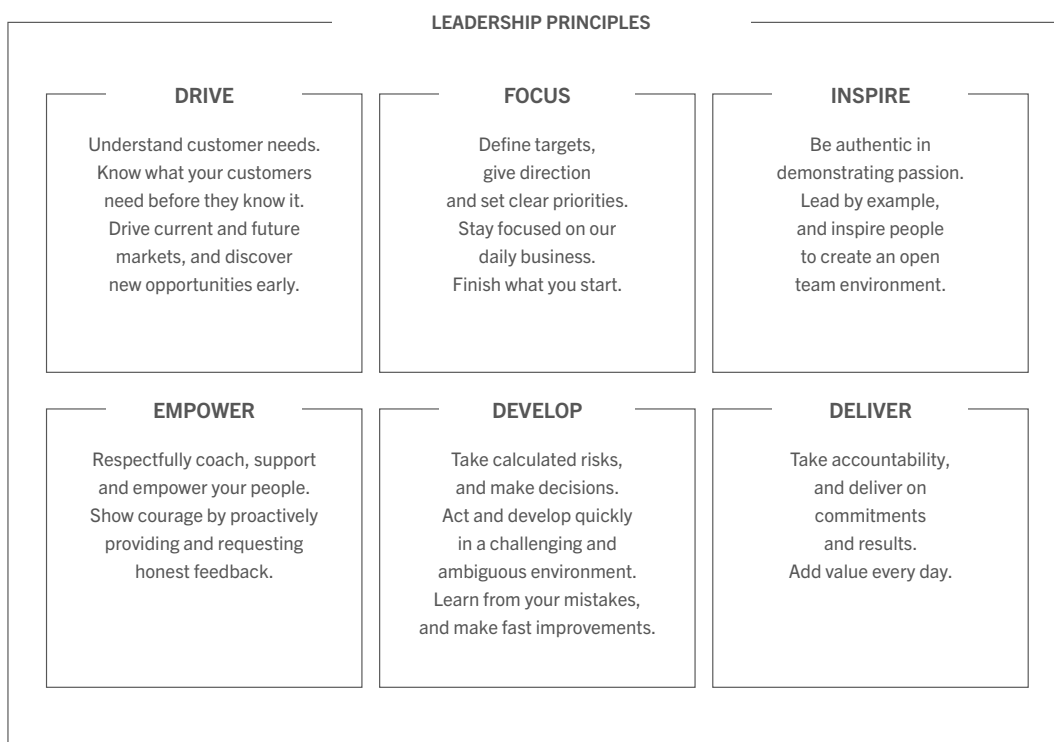 LEADERSHIP PRINCIPLES
DRIVE
Understand customer needs.
Know what your customers
need before they know it.
Drive current and future
markets, and discover
new opportunities early.
FOCUS
Define targets,
give direction
and set clear priorities.
Stay focused on our
daily business.
Finish what you start.
INSPIRE
Be authentic in
demonstrating passion.
Lead by example,
and inspire people
to create an open
team environment.
EMPOWER
Respectfully coach, support
and empower your people.
Show courage by proactively
providing and requesting
honest feedback.
DEVELOP
Take calculated risks,
and make decisions.
Act and develop quickly
in a challenging and
ambiguous environment.
Learn from your mistakes,
and make fast improvements.
DELIVER
Take accountability,
and deliver on
commitments
and results.
Add value every day.